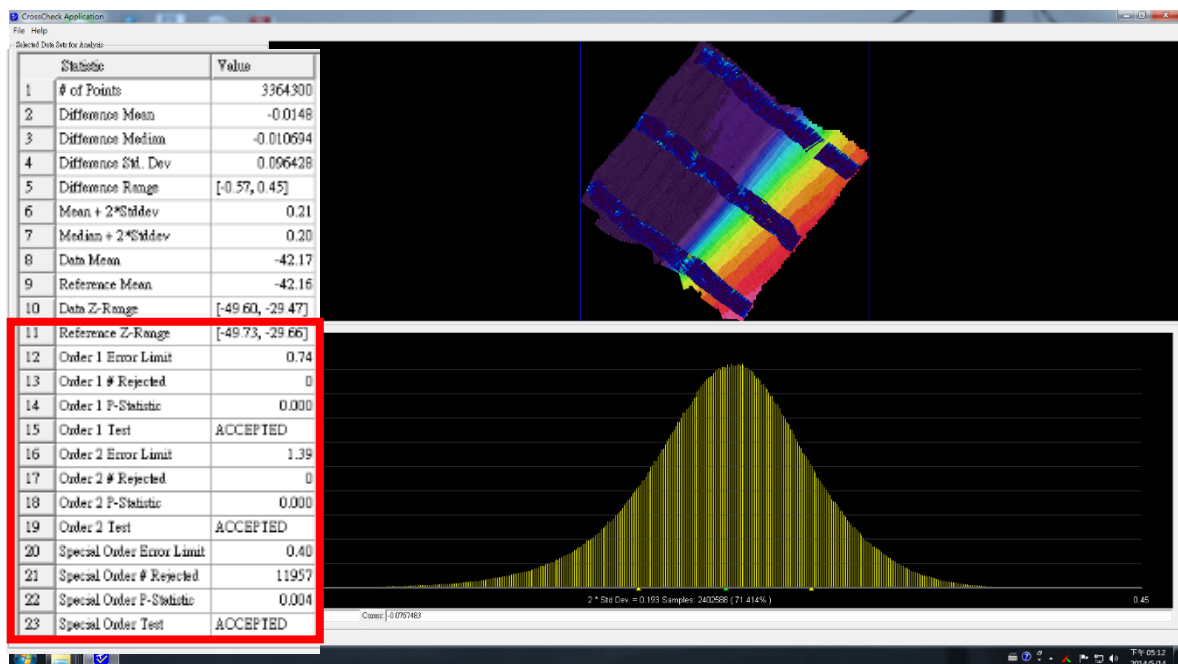 CrossCheck Application
File Help
Selected Data Sets for Analysis
Statistic Value
1 # of Points 3364300
2 Difference Mean -0.0148
3 Difference Median -0.010694
4 Difference Std. Dev 0.096428
5 Difference Range [-0.57, 0.45]
6 Mean + 2*Stddev 0.21
7 Median + 2*Stddev 0.20
8 Data Mean -42.17
9 Reference Mean -42.16
10 Data Z-Range [-49.60, -29.47]
11 Reference Z-Range [-49.73, -29.66]
12 Order 1 Error Limit 0.74
13 Order 1 # Rejected 0
14 Order 1 P-Statistic 0.000
15 Order 1 Test ACCEPTED
16 Order 2 Error Limit 1.39
17 Order 2 # Rejected 0
18 Order 2 P-Statistic 0.000
19 Order 2 Test ACCEPTED
20 Special Order Error Limit 0.40
21 Special Order # Rejected 11957
22 Special Order P-Statistic 0.004
23 Special Order Test ACCEPTED
2 * Std Dev. = 0.193 Samples: 2402588 (71.414% )
0.45
Cursor: -0.0767483
下午 05:12
2014/5/14